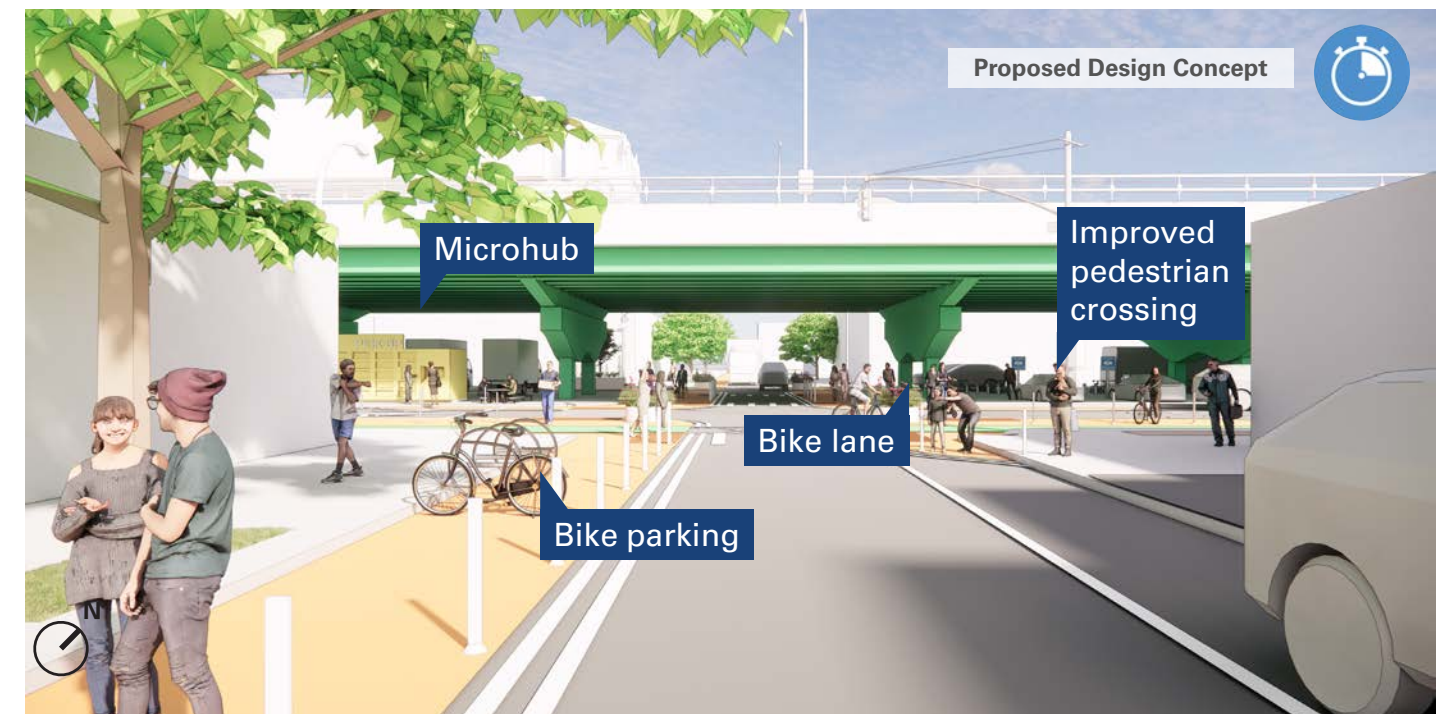 Proposed Design Concept
Microhub
Improved
pedestrian
crossing
Bike lane
Bike parking
N